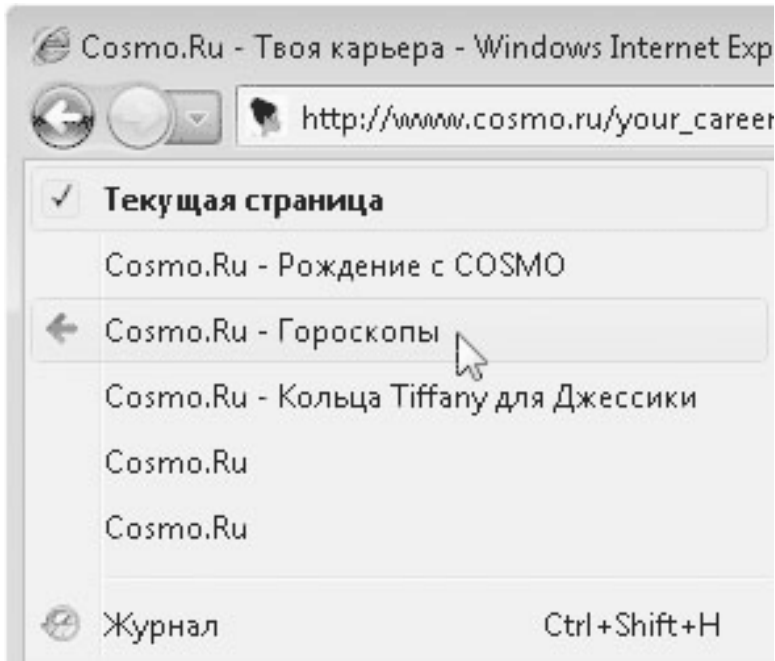 Cosmo.Ru - Твоя карьера - Windows Internet Exp
http://www.cosmo.ru/your_career
Текущая страница
Cosmo.Ru - Рождение с COSMO
Cosmo.Ru - Гороскопы
Cosmo.Ru - Кольца Tiffany для Джессики
Cosmo.Ru
Cosmo.Ru
Журнал Ctrl+Shift+H